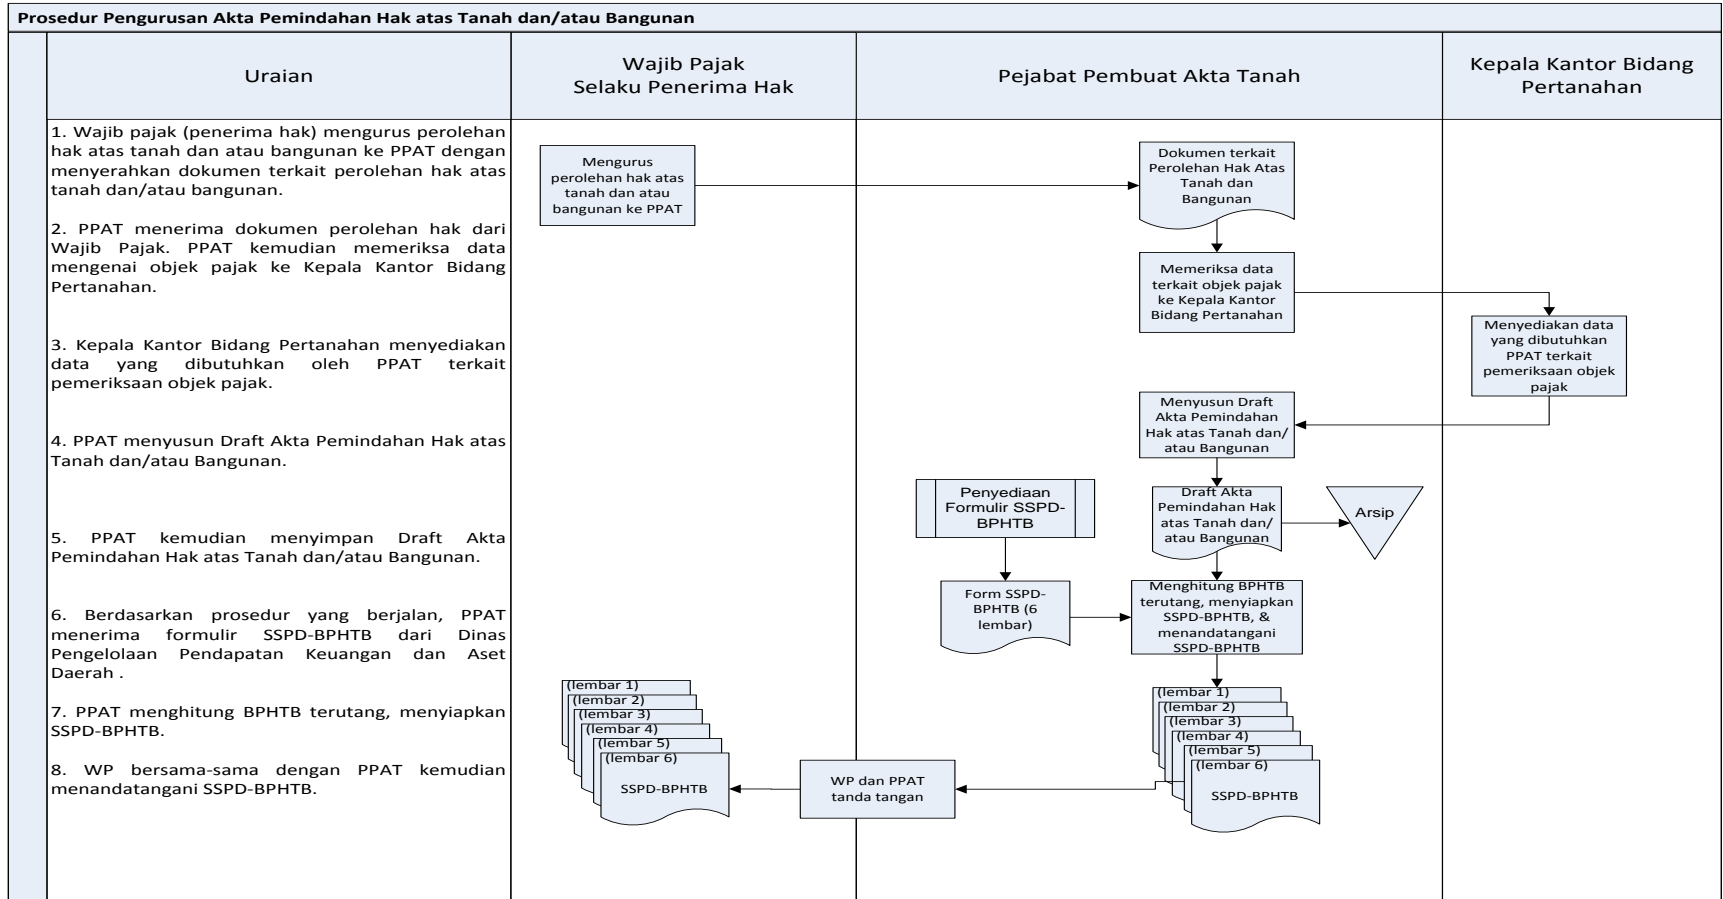 Prosedur Pengurusan Akta Pemindahan Hak atas Tanah dan/atau Bangunan
Uraian
Wajib Pajak
Selaku Penerima Hak
Pejabat Pembuat Akta Tanah
Kepala Kantor Bidang
Pertanahan
1. Wajib pajak (penerima hak) mengurus perolehan
hak atas tanah dan atau bangunan ke PPAT dengan
menyerahkan dokumen terkait perolehan hak atas
tanah dan/atau bangunan.
2. PPAT menerima dokumen perolehan hak dari
Wajib Pajak. PPAT kemudian memeriksa data
mengenai objek pajak ke Kepala Kantor Bidang
Pertanahan.
3. Kepala Kantor Bidang Pertanahan menyediakan
data yang dibutuhkan oleh PPAT terkait
pemeriksaan objek pajak.
4. PPAT menyusun Draft Akta Pemindahan Hak atas
Tanah dan/atau Bangunan.
5. PPAT kemudian menyimpan Draft Akta
Pemindahan Hak atas Tanah dan/atau Bangunan.
6. Berdasarkan prosedur yang berjalan, PPAT
menerima formulir SSPD-BPHTB dari Dinas
Pengelolaan Pendapatan Keuangan dan Aset
Daerah .
7. PPAT menghitung BPHTB terutang, menyiapkan
SSPD-BPHTB.
8. WP bersama-sama dengan PPAT kemudian
menandatangani SSPD-BPHTB.
Mengurus
perolehan hak atas
tanah dan atau
bangunan ke PPAT
Dokumen terkait
Perolehan Hak Atas
Tanah dan
Bangunan
Memeriksa data
terkait objek pajak
ke Kepala Kantor
Bidang Pertanahan
Menyediakan data
yang dibutuhkan
PPAT terkait
pemeriksaan objek
pajak
Menyusun Draft
Akta Pemindahan
Hak atas Tanah dan/
atau Bangunan
Penyediaan
Formulir SSPD-
BPHTB
Draft Akta
Pemindahan Hak
atas Tanah dan/
atau Bangunan
Arsip
Form SSPD-
BPHTB (6
lembar)
Menghitung BPHTB
terutang, menyiapkan
SSPD-BPHTB, &
menandatangani
SSPD-BPHTB
(lembar 1)
(lembar 2)
(lembar 3)
(lembar 4)
(lembar 5)
(lembar 6)
SSPD-BPHTB
WP dan PPAT
tanda tangan
(lembar 1)
(lembar 2)
(lembar 3)
(lembar 4)
(lembar 5)
(lembar 6)
SSPD-BPHTB